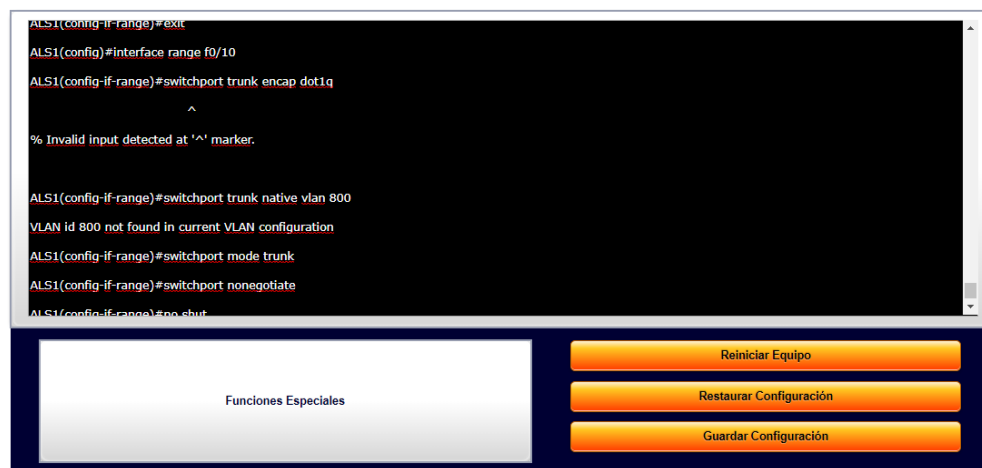 ALS1(config-if-range)#exit
ALS1(config)#interface range f0/10
ALS1(config-if-range)#switchport trunk encap dot1q
^
% Invalid input detected at '^' marker.
ALS1(config-if-range)#switchport trunk native vlan 800
VLAN id 800 not found in current VLAN configuration
ALS1(config-if-range)#switchport mode trunk
ALS1(config-if-range)#switchport nonegotiate
ALS1(config-if-range)#no shut
Funciones Especiales
Reiniciar Equipo
Restaurar Configuración
Guardar Configuración